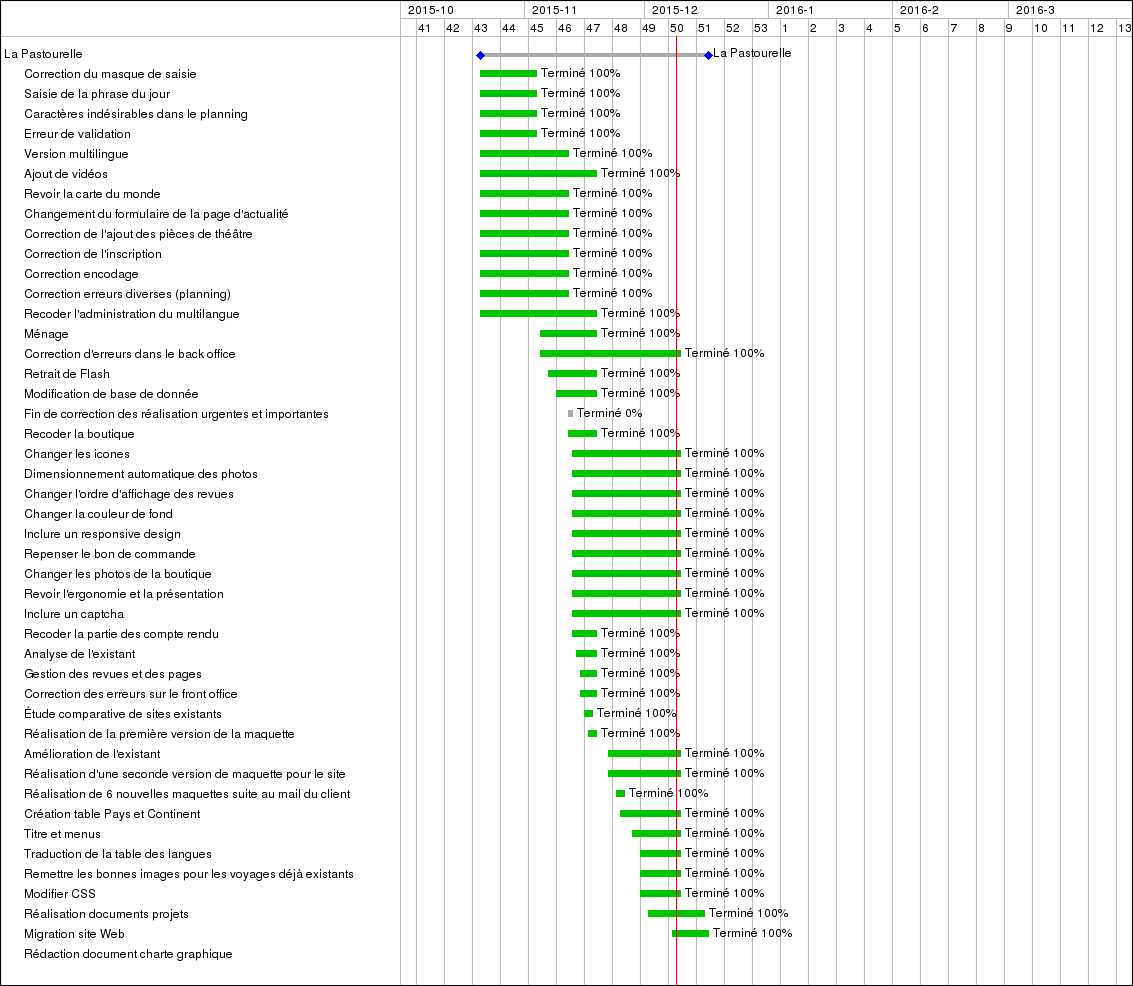 2015-10 2015-11 2015-12 2016-1 2016-2 2016-3
41 42 43 44 45 46 47 48 49 50 51 52 53 1 2 3 4 5 6 7 8 9 10 11 12 13
La Pastourelle La Pastourelle
Correction du masque de saisie Terminé 100%
Saisie de la phrase du jour Terminé 100%
Caractères indésirables dans le planning Terminé 100%
Erreur de validation Terminé 100%
Version multilingue Terminé 100%
Ajout de vidéos Terminé 100%
Revoir la carte du monde Terminé 100%
Changement du formulaire de la page d'actualité Terminé 100%
Correction de l'ajout des pièces de théâtre Terminé 100%
Correction de l'inscription Terminé 100%
Correction encodage Terminé 100%
Correction erreurs diverses (planning) Terminé 100%
Recoder l'administration du multilangue Terminé 100%
Ménage Terminé 100%
Correction d'erreurs dans le back office Terminé 100%
Retrait de Flash Terminé 100%
Modification de base de donnée Terminé 100%
Fin de correction des réalisation urgentes et importantes Terminé 0%
Recoder la boutique Terminé 100%
Changer les icones Terminé 100%
Dimensionnement automatique des photos Terminé 100%
Changer l'ordre d'affichage des revues Terminé 100%
Changer la couleur de fond Terminé 100%
Inclure un responsive design Terminé 100%
Repenser le bon de commande Terminé 100%
Changer les photos de la boutique Terminé 100%
Revoir l'ergonomie et la présentation Terminé 100%
Inclure un captcha Terminé 100%
Recoder la partie des compte rendu Terminé 100%
Analyse de l'existant Terminé 100%
Gestion des revues et des pages Terminé 100%
Correction des erreurs sur le front office Terminé 100%
Étude comparative de sites existants Terminé 100%
Réalisation de la première version de la maquette Terminé 100%
Amélioration de l'existant Terminé 100%
Réalisation d'une seconde version de maquette pour le site Terminé 100%
Réalisation de 6 nouvelles maquettes suite au mail du client Terminé 100%
Création table Pays et Continent Terminé 100%
Titre et menus Terminé 100%
Traduction de la table des langues Terminé 100%
Remettre les bonnes images pour les voyages déjà existants Terminé 100%
Modifier CSS Terminé 100%
Réalisation documents projets Terminé 100%
Migration site Web Terminé 100%
Rédaction document charte graphique